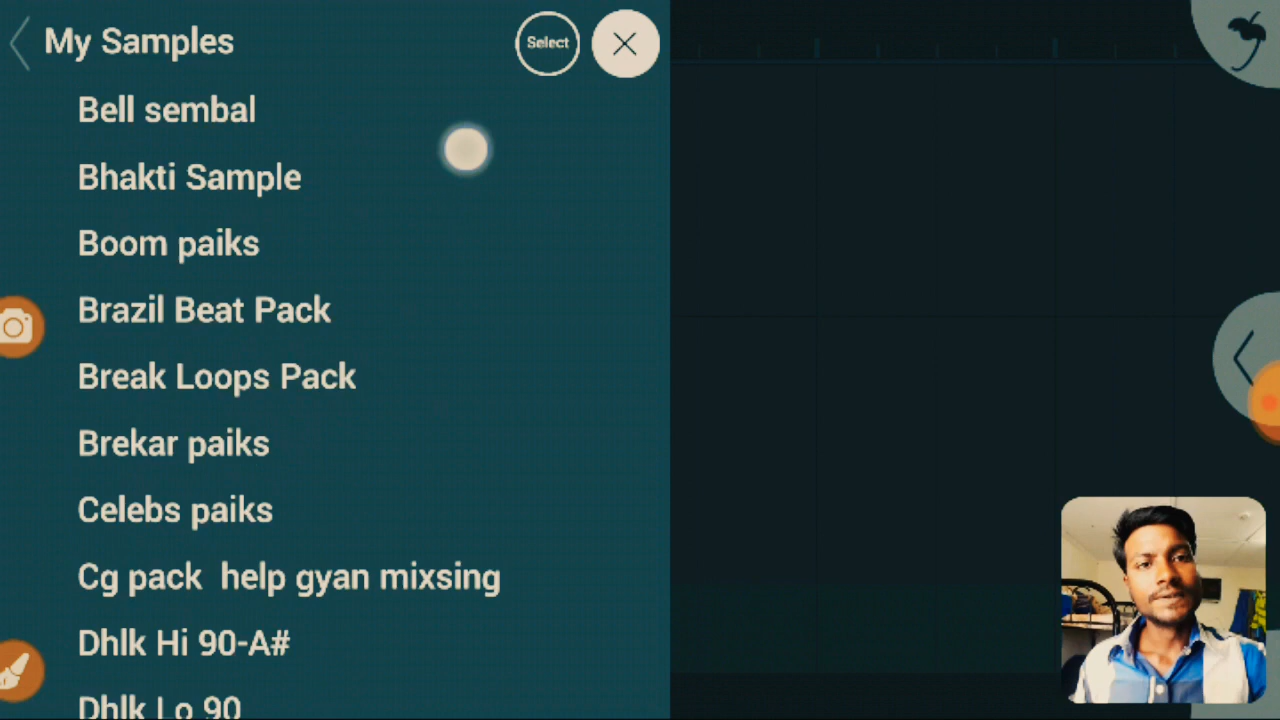 My Samples
Select
Bell sembal
Bhakti Sample
Boom paiks
Brazil Beat Pack
Break Loops Pack
Brekar paiks
Celebs paiks
Cg pack  help gyan mixsing
Dhlk Hi 90-A#
Dhlk Lo 90